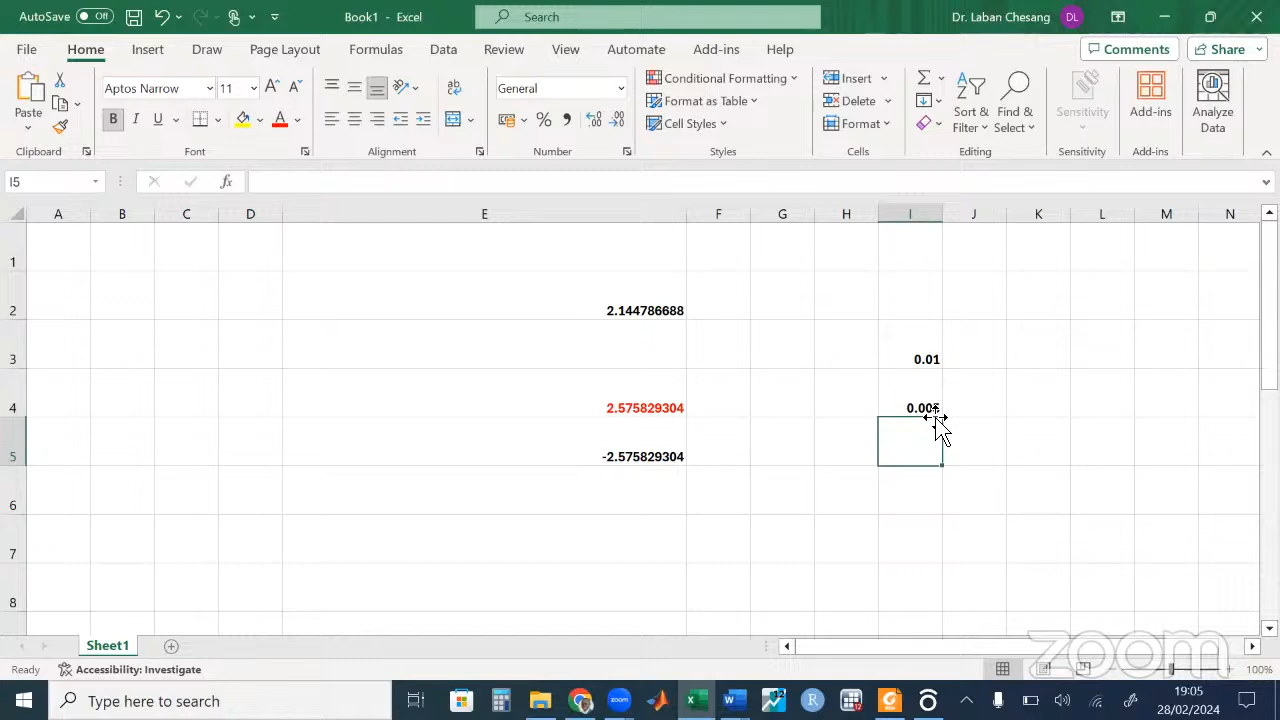 AutoSave Off Book1 - Excel Search Dr. Laban Chesang DL
File Home Insert Draw Page Layout Formulas Data Review View Automate Add-ins Help Comments Share
Aptos Narrow 11 General Conditional Formatting Insert
Paste Format as Table Delete Sort & Find & Sensitivity Add-ins Analyze
B I U Cell Styles Format Filter Select Data
Clipboard Font Alignment Number Styles Cells Editing Sensitivity Add-ins
I5 fx
A B C D E F G H I J K L M N
1
2 2.144786688
3 0.01
4 2.575829304
5 -2.575829304
6
7
8
Sheet1
zoom
Ready Accessibility: Investigate 100%
Type here to search 19:05
28/02/2024